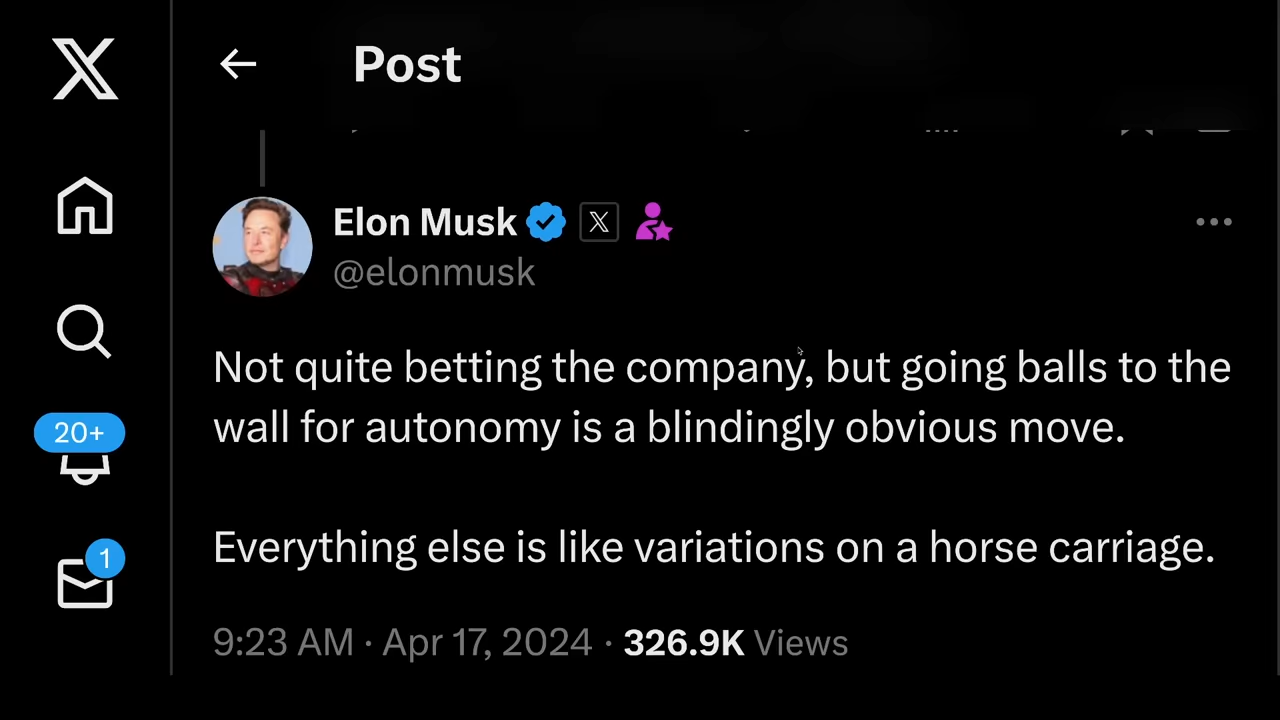 Post
Elon Musk
@elonmusk
Not quite betting the company, but going balls to the
wall for autonomy is a blindingly obvious move.
Everything else is like variations on a horse carriage.
9:23 AM · Apr 17, 2024 · 326.9K Views
20+
1